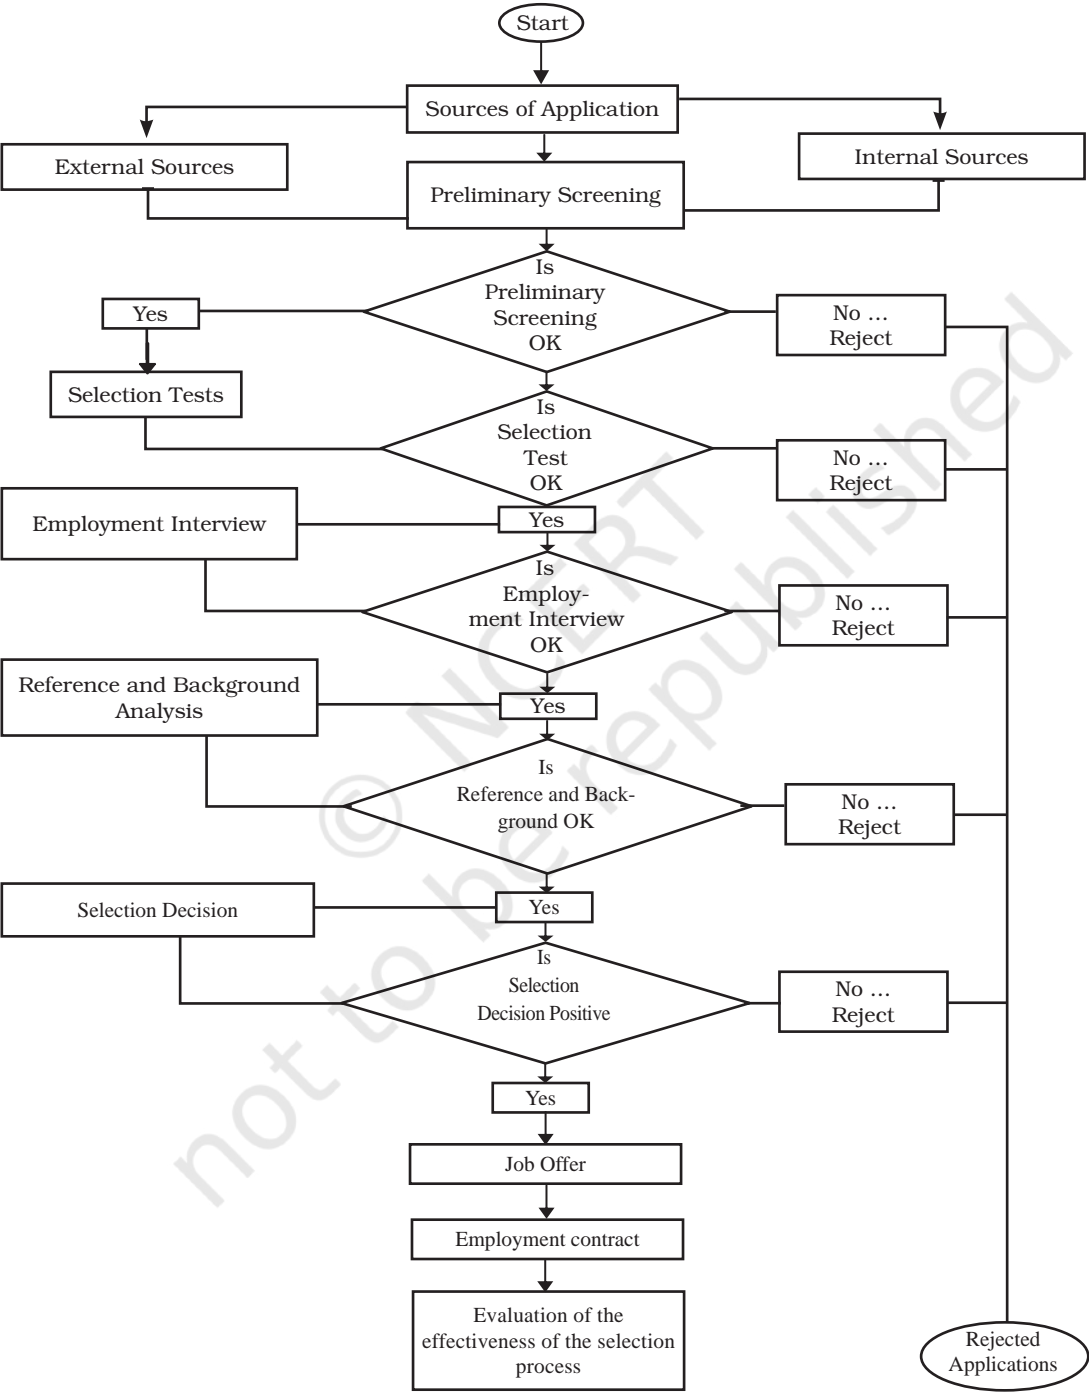 Start
Sources of Application
External Sources
Internal Sources
Preliminary Screening
Is
Preliminary
Screening
OK
Yes
No ...
Reject
Selection Tests
Is
Selection
Test
OK
No ...
Reject
Employment Interview
Yes
Is
Employ-
ment Interview
OK
No ...
Reject
Reference and Background
Analysis
Yes
Is
Reference and Back-
ground OK
No ...
Reject
Selection Decision
Yes
Is
Selection
Decision Positive
No ...
Reject
Yes
Job Offer
Employment contract
Evaluation of the
effectiveness of the selection
process
Rejected
Applications
© NCERT
not to be republished